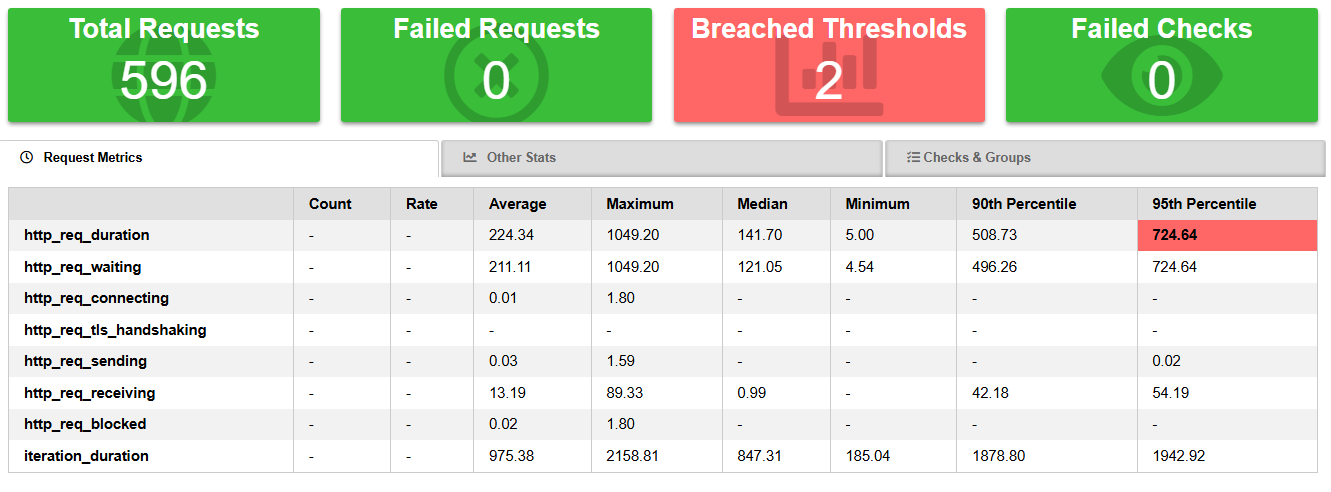 Total Requests Failed Requests Breached Thresholds Failed Checks
596 0 2 0
Request Metrics Other Stats Checks & Groups
Count Rate Average Maximum Median Minimum 90th Percentile 95th Percentile
http_req_duration - - 224.34 1049.20 141.70 5.00 508.73 724.64
http_req_waiting - - 211.11 1049.20 121.05 4.54 496.26 724.64
http_req_connecting - - 0.01 1.80 - - - -
http_req_tls_handshaking - - - - - - - -
http_req_sending - - 0.03 1.59 - - - 0.02
http_req_receiving - - 13.19 89.33 0.99 - 42.18 54.19
http_req_blocked - - 0.02 1.80 - - - -
iteration_duration - - 975.38 2158.81 847.31 185.04 1878.80 1942.92